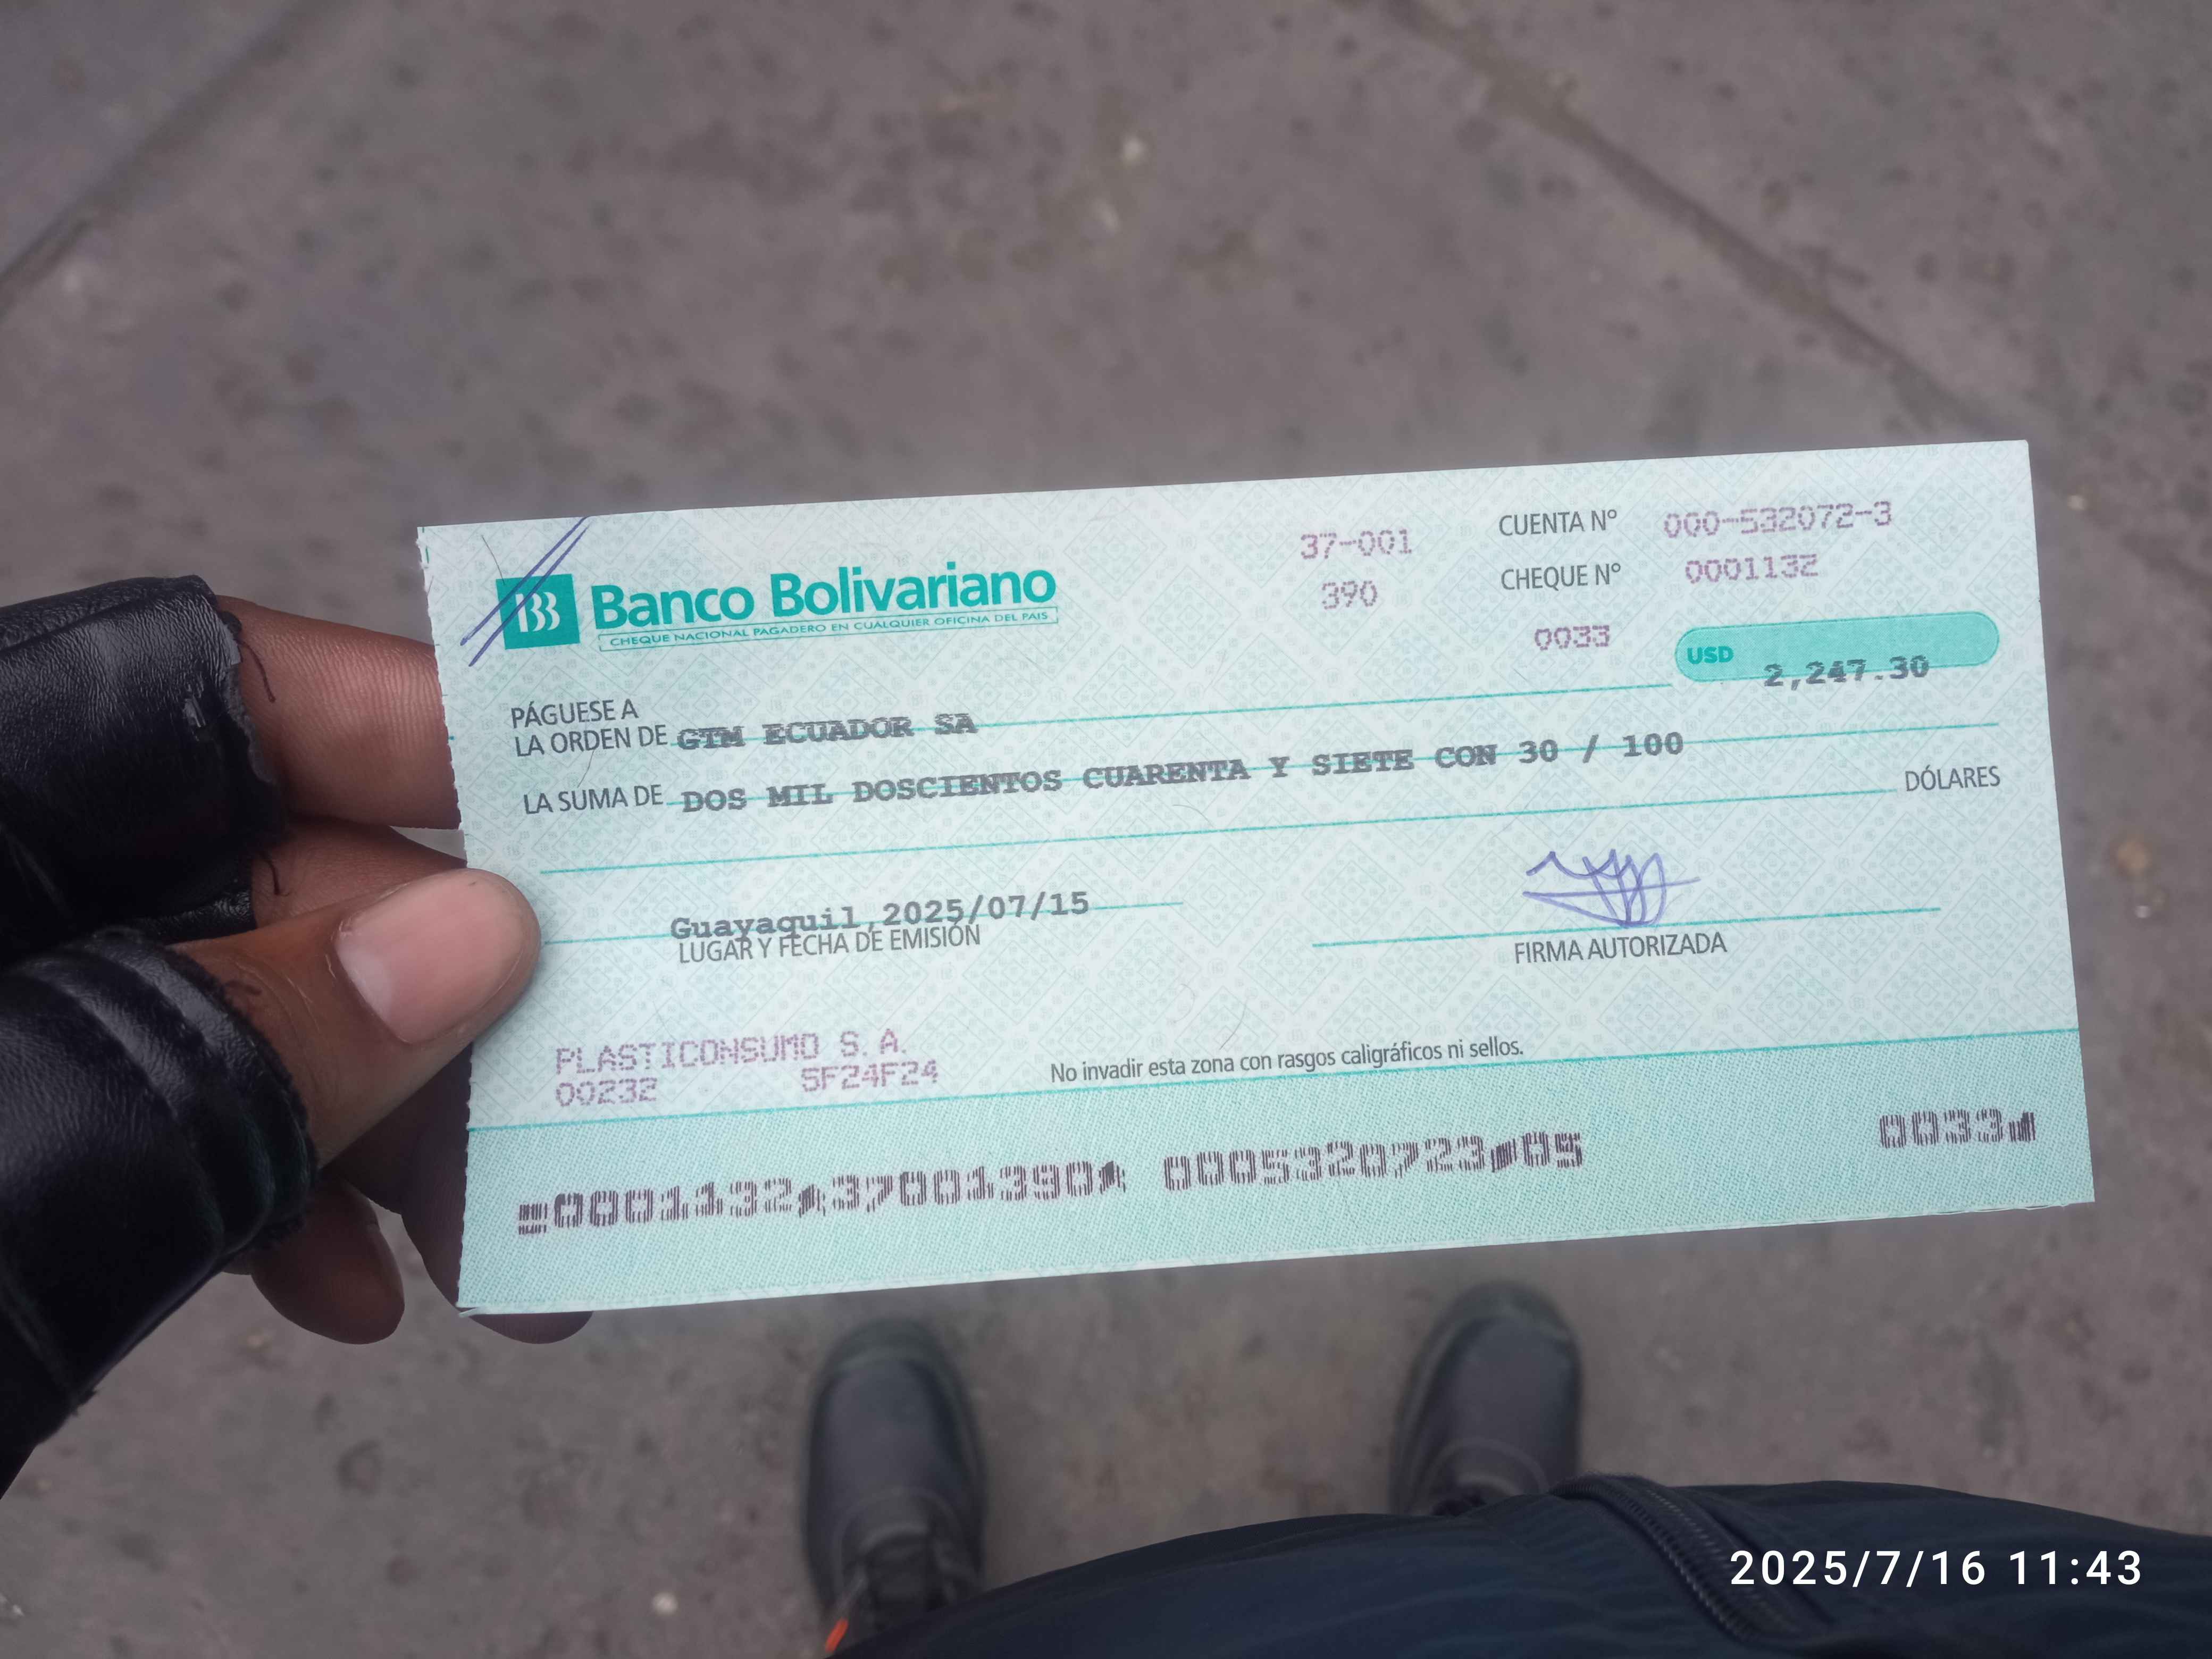 BB Banco Bolivariano
CHEQUE NACIONAL PAGADERO EN CUALQUIER OFICINA DEL PAIS
37-001
390
CUENTA Nº 000-532072-3
CHEQUE Nº 0001132
0033
USD 2,247.30
PÁGUESE A
LA ORDEN DE GTM ECUADOR SA
LA SUMA DE DOS MIL DOSCIENTOS CUARENTA Y SIETE CON 30 / 100
DÓLARES
Guayaquil,2025/07/15
LUGAR Y FECHA DE EMISIÓN
FIRMA AUTORIZADA
PLASTICONSUMO S.A.
00232 5F24F24
No invadir esta zona con rasgos caligráficos ni sellos.
⑈0001132⑆37001390⑆ 0005320723⑈05 0033⑈
2025/7/16 11:43